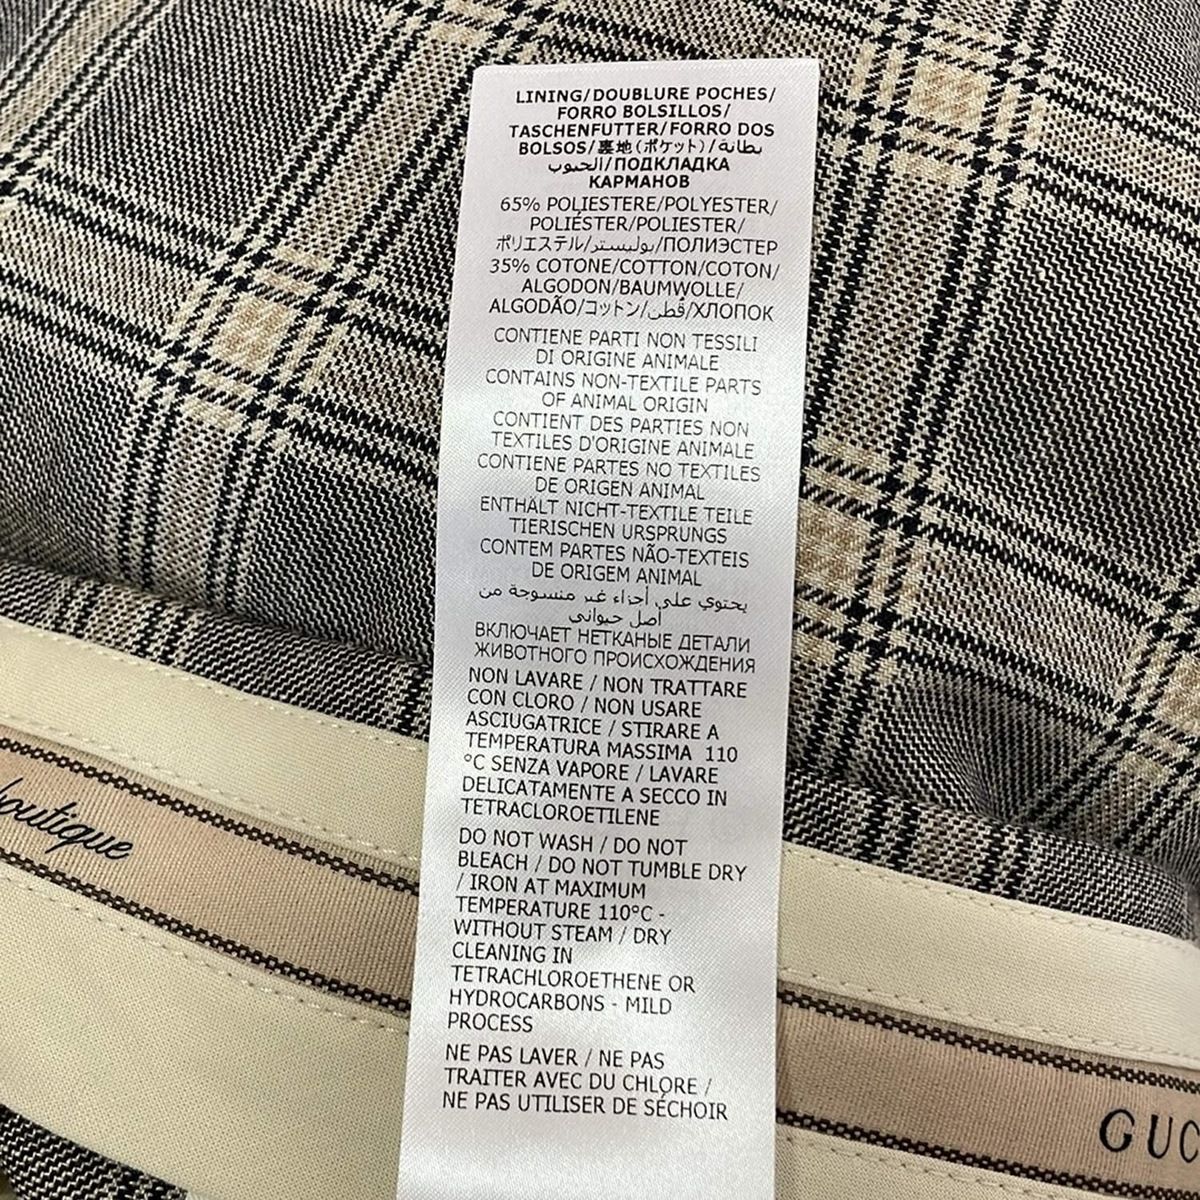 LINING/DOUBLURE POCHES/
FORRO BOLSILLOS/
TASCHENFUTTER/FORRO DOS
BOLSOS/裏地(ポケット)/بطانة
الجيوب/ПОДКЛАДКА
КАРМАНОВ
65% POLIESTERE/POLYESTER/
POLIÉSTER/POLIESTER/
ポリエステル/بوليستر/ПОЛИЭСТЕР
35% COTONE/COTTON/COTON/
ALGODON/BAUMWOLLE/
ALGODÃO/コットン/قطن/ХЛОПОК
CONTIENE PARTI NON TESSILI
DI ORIGINE ANIMALE
CONTAINS NON-TEXTILE PARTS
OF ANIMAL ORIGIN
CONTIENT DES PARTIES NON
TEXTILES D'ORIGINE ANIMALE
CONTIENE PARTES NO TEXTILES
DE ORIGEN ANIMAL
ENTHÄLT NICHT-TEXTILE TEILE
TIERISCHEN URSPRUNGS
CONTEM PARTES NÃO-TEXTEIS
DE ORIGEM ANIMAL
يحتوي على أجزاء غير منسوجة من
أصل حيواني
ВКЛЮЧАЕТ НЕТКАНЫЕ ДЕТАЛИ
ЖИВОТНОГО ПРОИСХОЖДЕНИЯ
NON LAVARE / NON TRATTARE
CON CLORO / NON USARE
ASCIUGATRICE / STIRARE A
TEMPERATURA MASSIMA 110
°C SENZA VAPORE / LAVARE
DELICATAMENTE A SECCO IN
TETRACLOROETILENE
DO NOT WASH / DO NOT
BLEACH / DO NOT TUMBLE DRY
/ IRON AT MAXIMUM
TEMPERATURE 110°C -
WITHOUT STEAM / DRY
CLEANING IN
TETRACHLOROETHENE OR
HYDROCARBONS - MILD
PROCESS
NE PAS LAVER / NE PAS
TRAITER AVEC DU CHLORE /
NE PAS UTILISER DE SÉCHOIR
boutique
GUC